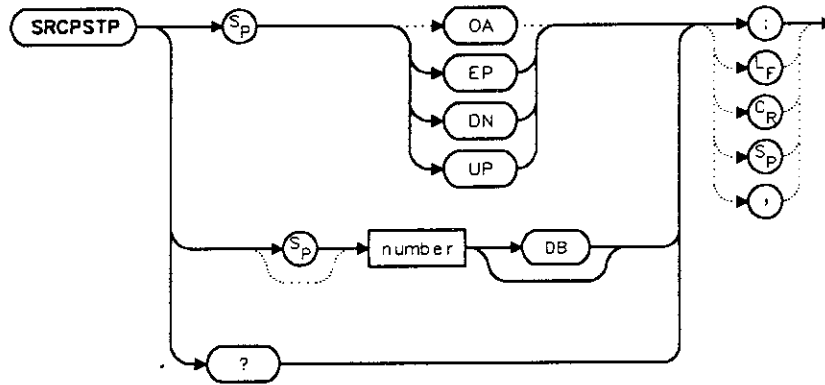 SRCPSTP
SP
OA
EP
DN
UP
;
LF
CR
SP
,
SP
number
DB
?